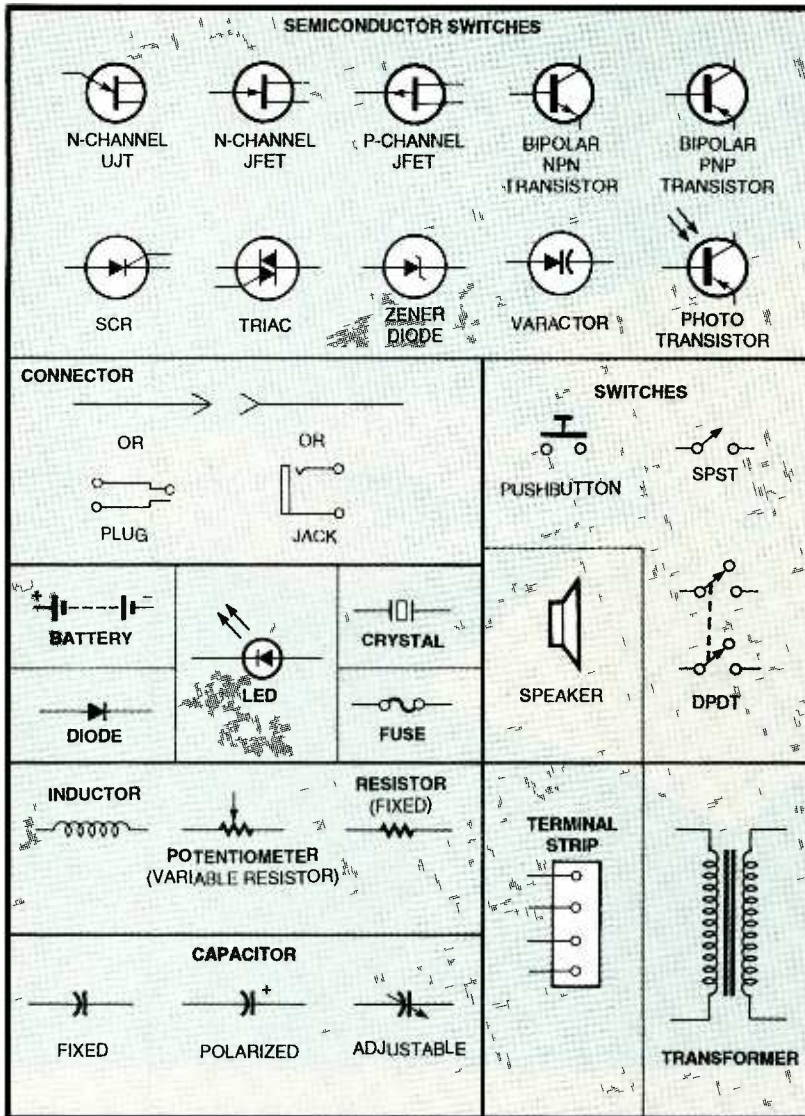 SEMICONDUCTOR SWITCHES
N-CHANNEL
UJT
N-CHANNEL
JFET
P-CHANNEL
JFET
BIPOLAR
NPN
TRANSISTOR
BIPOLAR
PNP
TRANSISTOR
SCR
TRIAC
ZENER
DIODE
VARACTOR
PHOTO
TRANSISTOR
CONNECTOR
OR
OR
PLUG
JACK
SWITCHES
PUSHBUTTON
SPST
+ -
BATTERY
LED
CRYSTAL
DIODE
FUSE
SPEAKER
DPDT
INDUCTOR
POTENTIOMETER
(VARIABLE RESISTOR)
RESISTOR
(FIXED)
TERMINAL
STRIP
CAPACITOR
+
FIXED
POLARIZED
ADJUSTABLE
TRANSFORMER